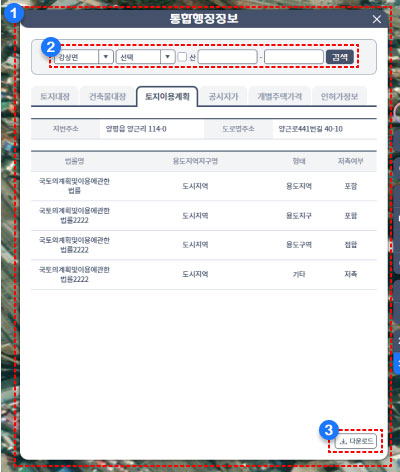 1
통합행정정보
2
강상면 선택 산 - 검색
토지대장 건축물대장 토지이용계획 공시지가 개별주택가격 인허가정보
지번주소 양평읍 양근리 114-0 도로명주소 양근로441번길 40-10
법률명 용도지역지구명 형태 저촉여부
국토의계획및이용에관한
법률 도시지역 용도지역 포함
국토의계획및이용에관한
법률2222 도시지역 용도지구 포함
국토의계획및이용에관한
법률2222 도시지역 용도구역 접합
국토의계획및이용에관한
법률2222 도시지역 기타 저촉
3
다운로드